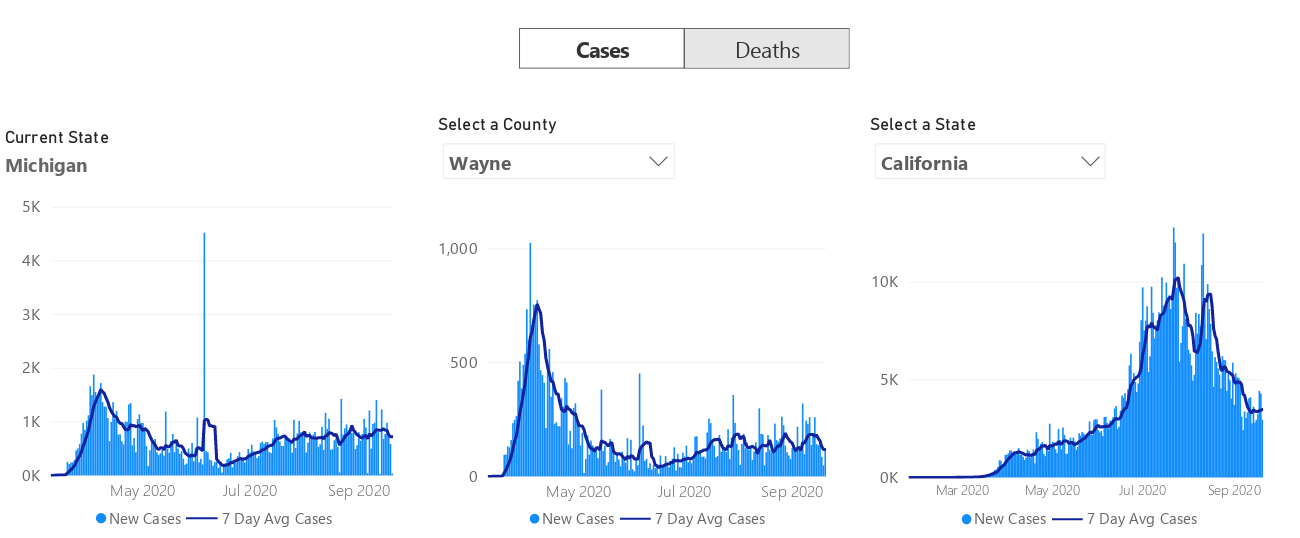 Cases Deaths
Current State
Michigan
5K
4K
3K
2K
1K
0K
May 2020 Jul 2020 Sep 2020
New Cases 7 Day Avg Cases
Select a County
Wayne
1,000
500
0
May 2020 Jul 2020 Sep 2020
New Cases 7 Day Avg Cases
Select a State
California
10K
5K
0K
Mar 2020 May 2020 Jul 2020 Sep 2020
New Cases 7 Day Avg Cases